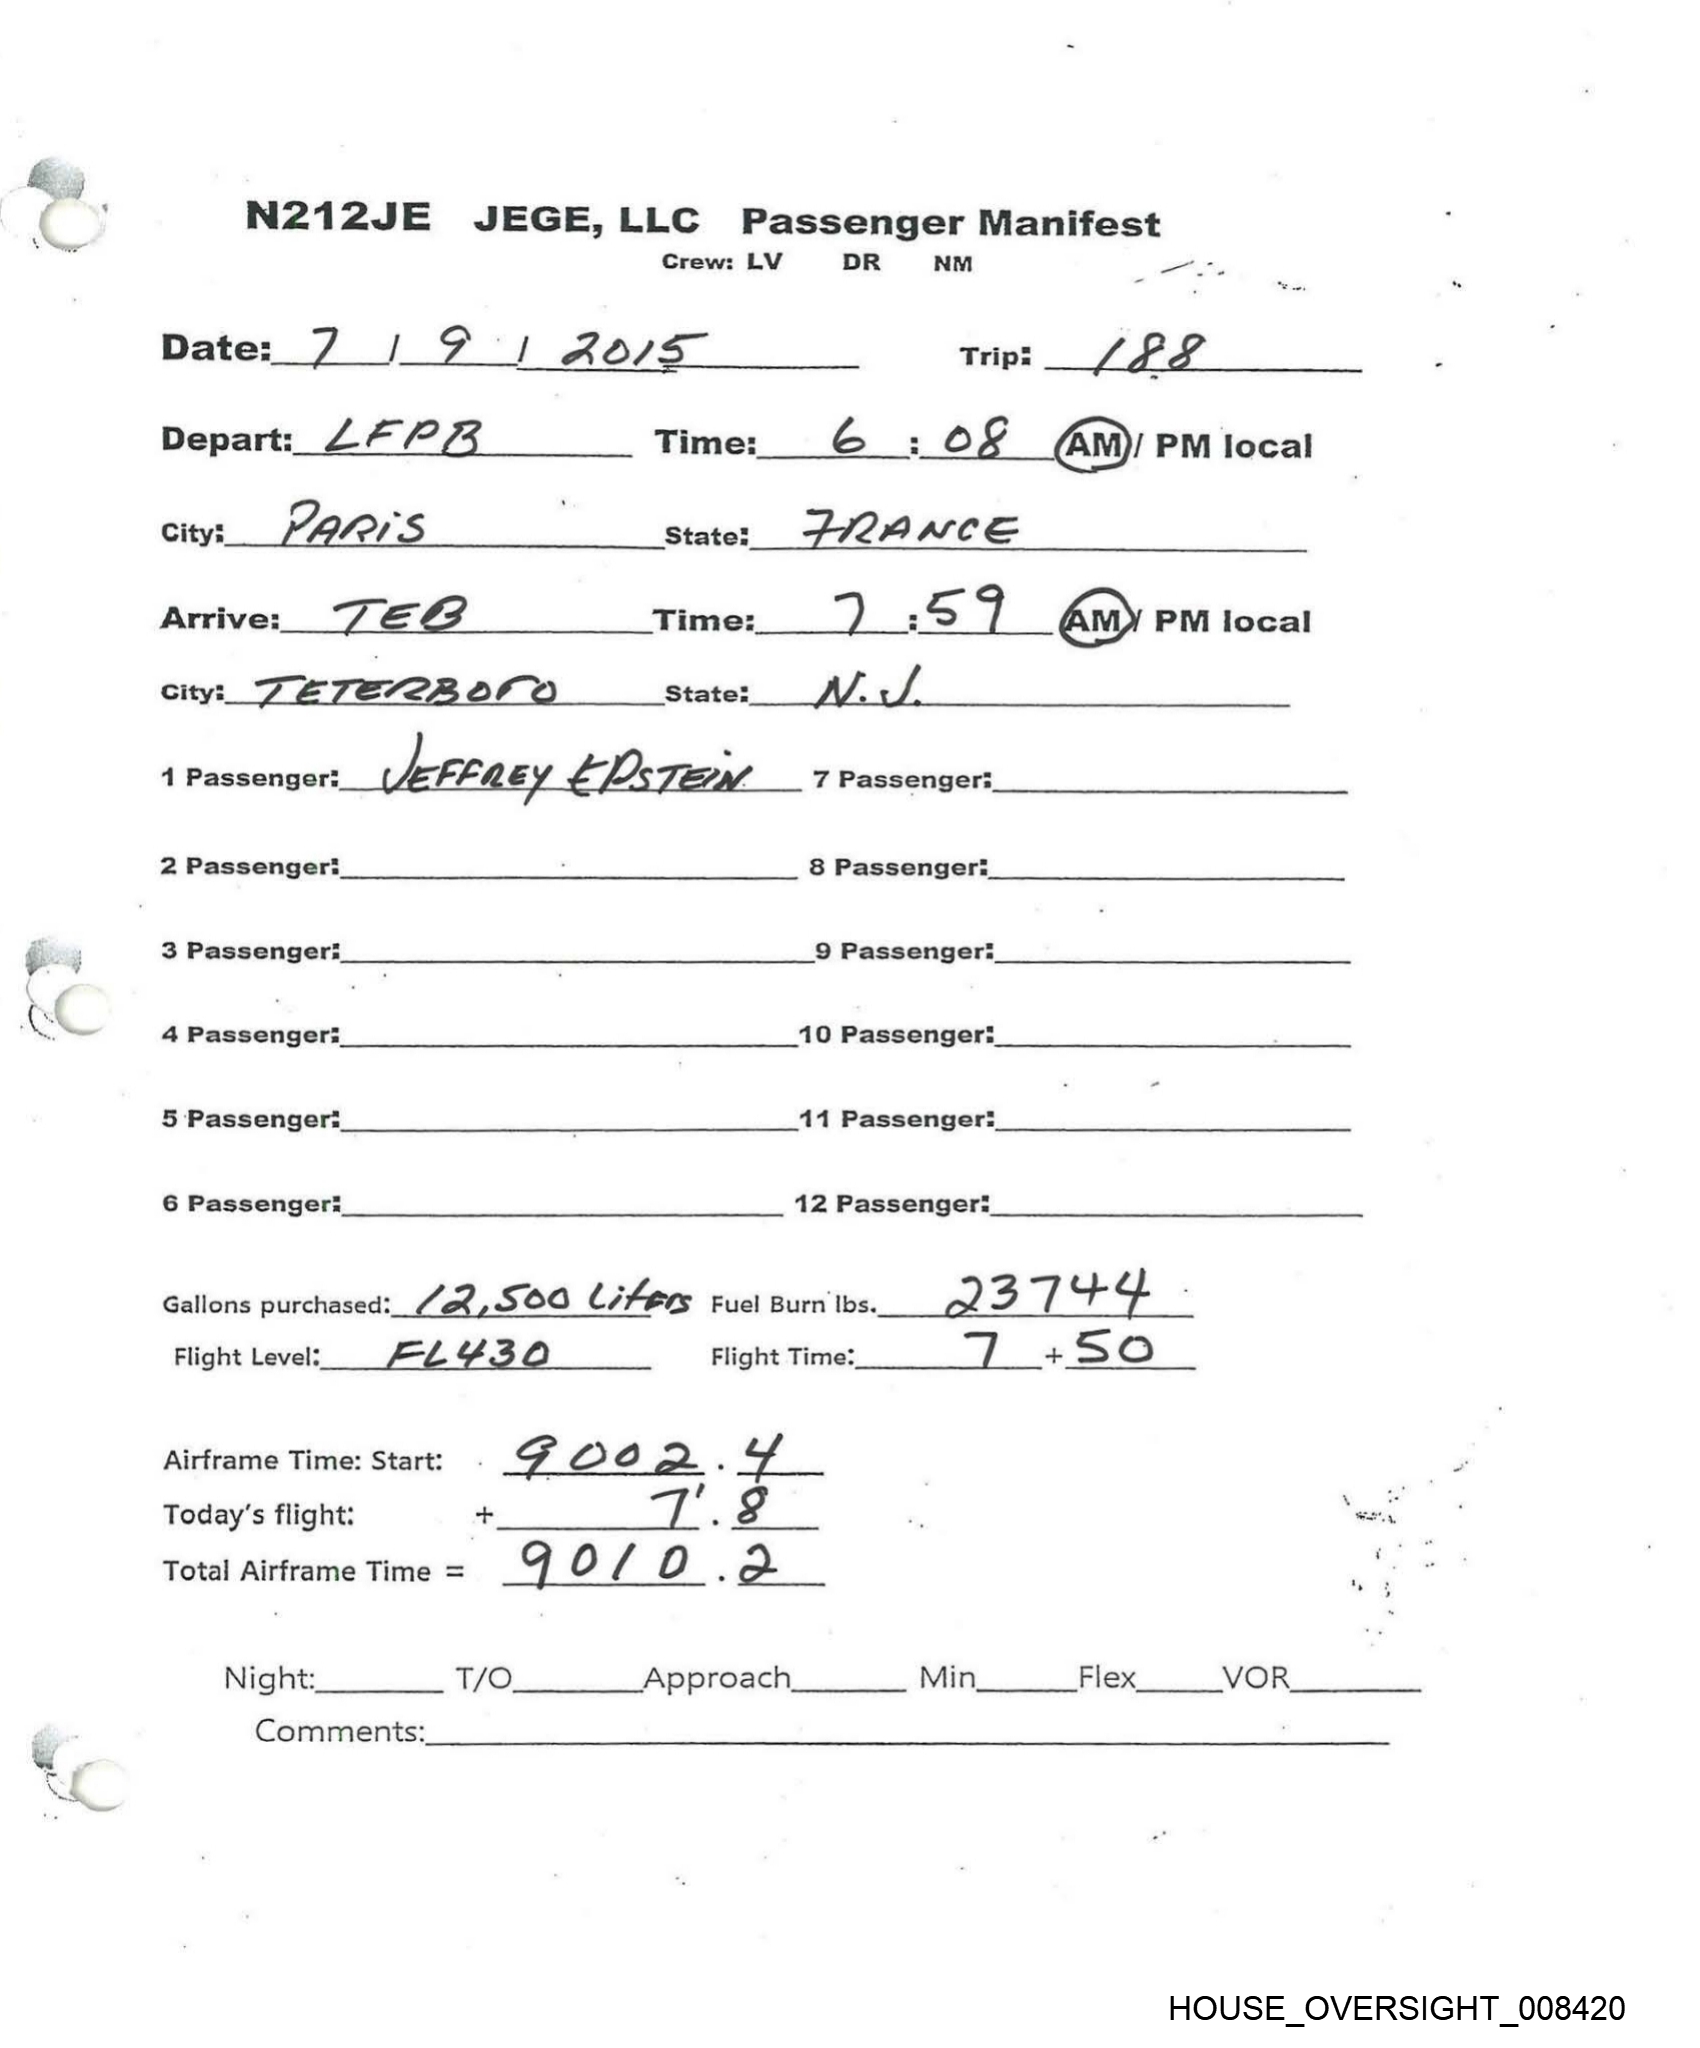 N212JE JEGE, LLC Passenger Manifest
Crew: LV DR NM
Date: 7 / 9 / 2015 Trip: 188
Depart: LFPB Time: 6 : 08 AM / PM local
City: PARIS State: FRANCE
Arrive: TEB Time: 7 : 59 AM / PM local
City: TETERBORO State: N.J.
1 Passenger: JEFFREY EPSTEIN 7 Passenger:
2 Passenger: 8 Passenger:
3 Passenger: 9 Passenger:
4 Passenger: 10 Passenger:
5 Passenger: 11 Passenger:
6 Passenger: 12 Passenger:
Gallons purchased: 12,500 Liters Fuel Burn lbs. 23744
Flight Level: FL430 Flight Time: 7 + 50
Airframe Time: Start: 9002.4
Today's flight: + 7.8
Total Airframe Time = 9010.2
Night: T/O Approach Min Flex VOR
Comments:
HOUSE_OVERSIGHT_008420